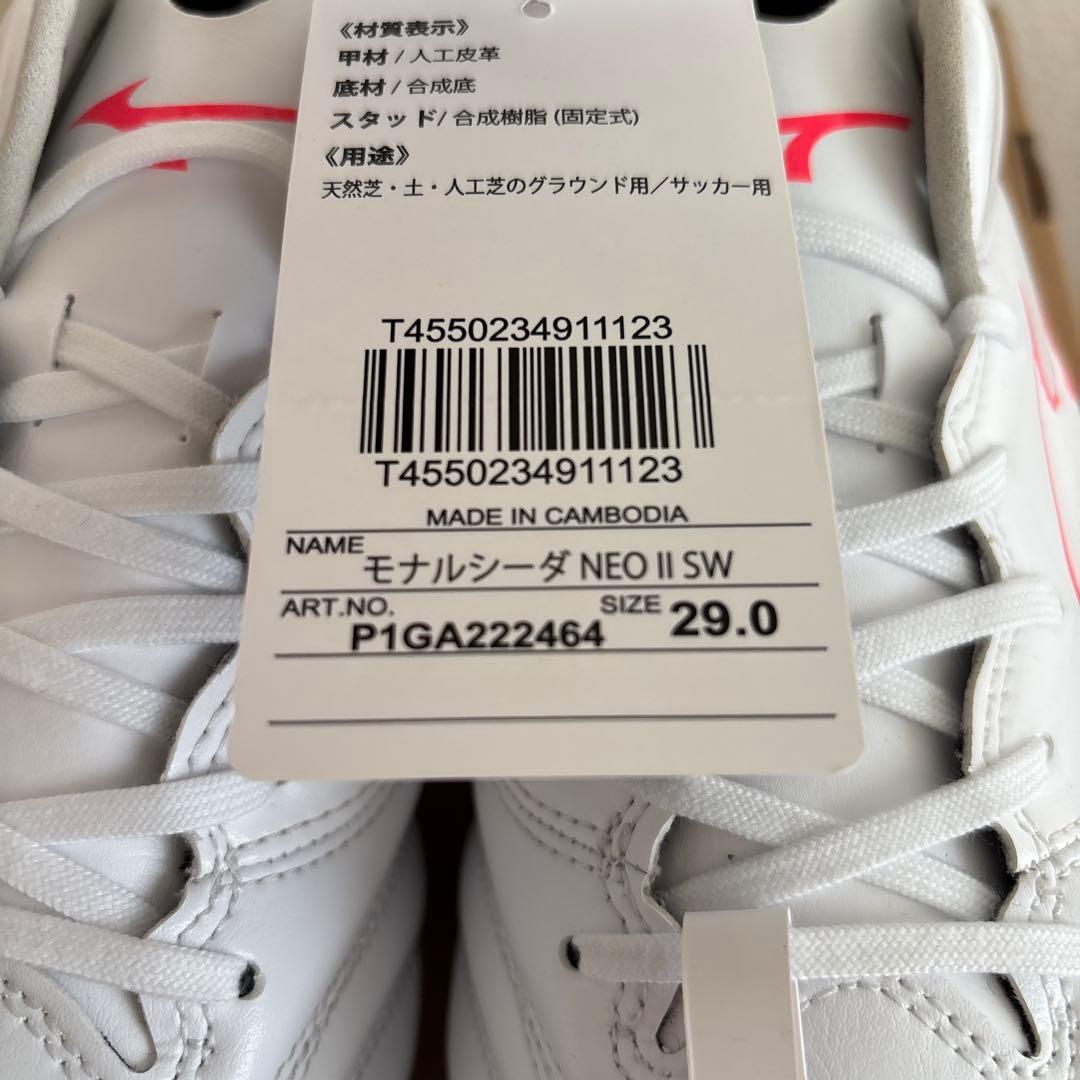 《材質表示》
甲材/人工皮革
底材/合成底
スタッド/合成樹脂(固定式)
《用途》
天然芝・土・人工芝のグラウンド用／サッカー用
T4550234911123
T4550234911123
MADE IN CAMBODIA
NAME モナルシーダ NEO II SW
ART.NO. P1GA222464 SIZE 29.0